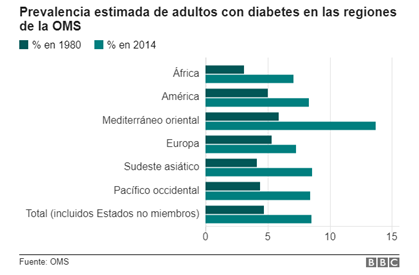 Prevalencia estimada de adultos con diabetes en las regiones
de la OMS
% en 1980 % en 2014
África
América
Mediterráneo oriental
Europa
Sudeste asiático
Pacífico occidental
Total (incluidos Estados no miembros)
0 5 10 15
Fuente: OMS BBC